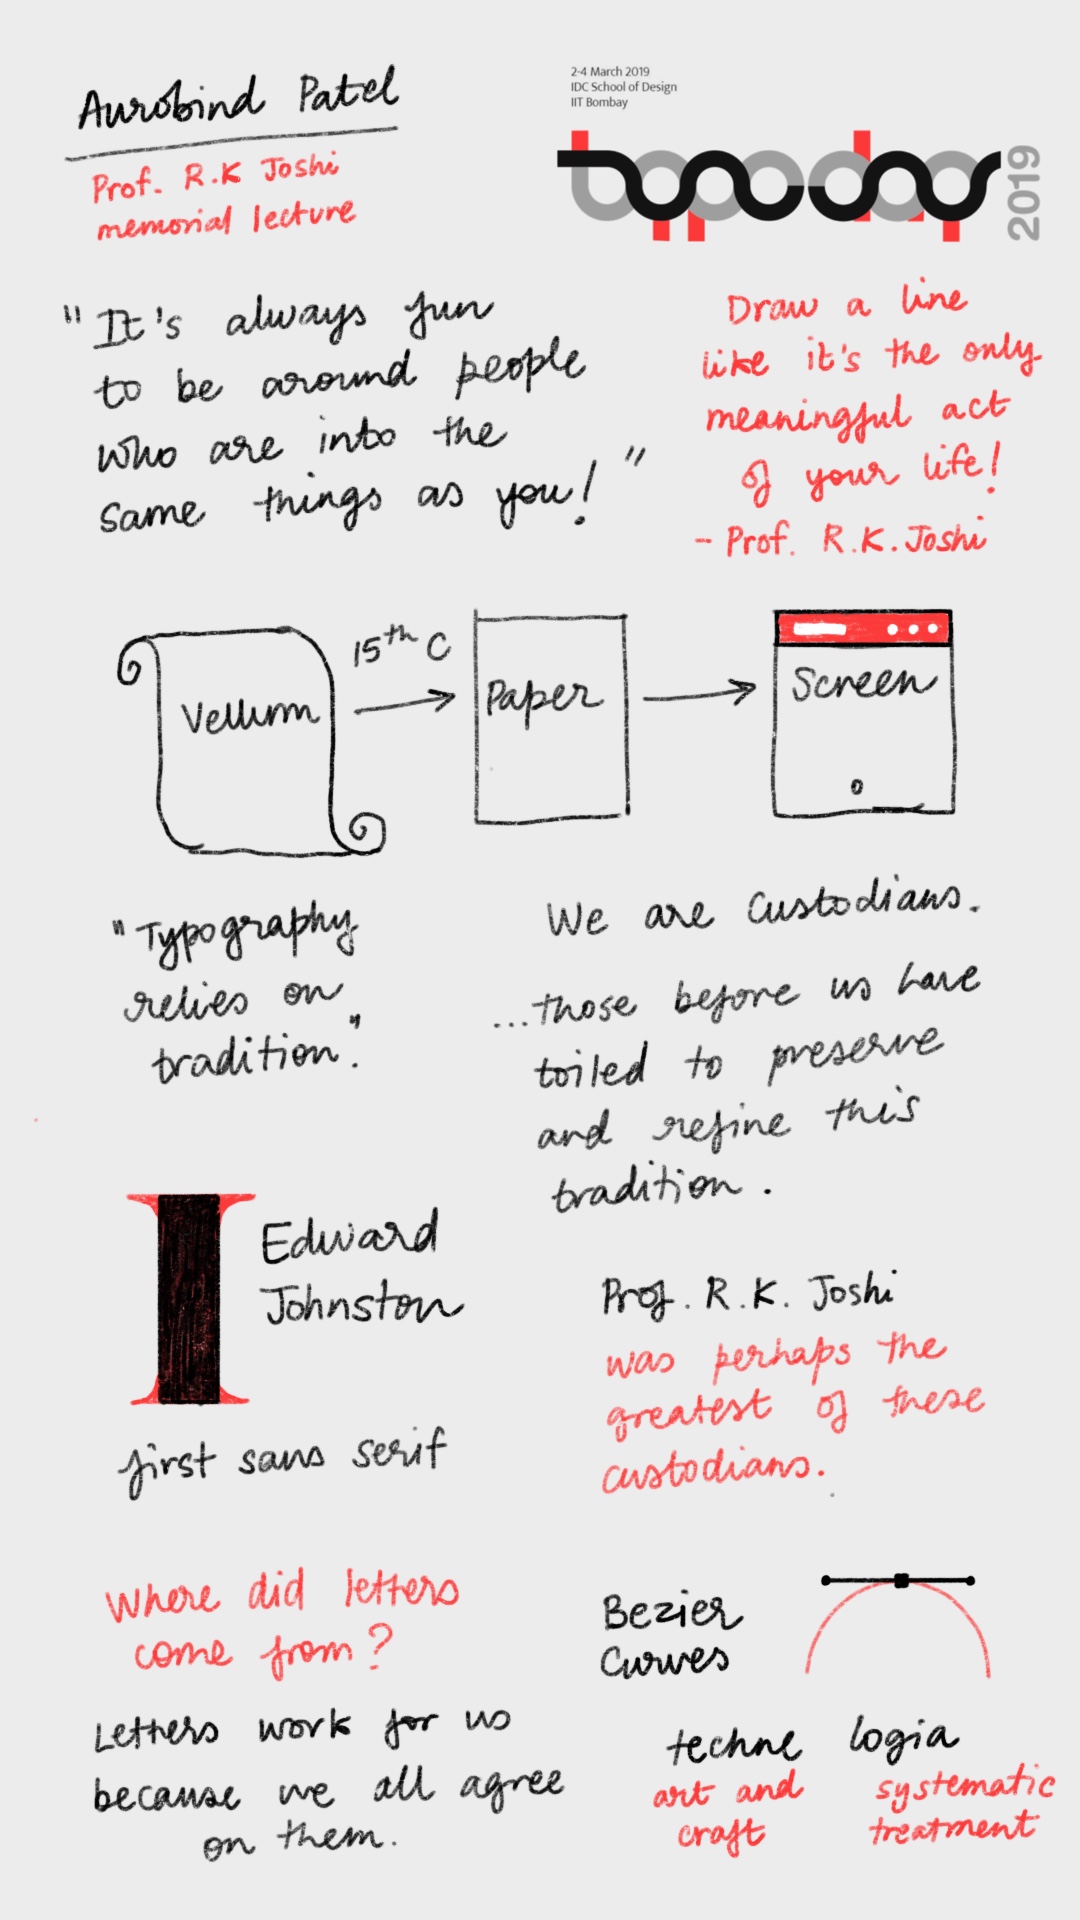 Aurobind Patel
Prof. R.K Joshi
memorial lecture
2-4 March 2019
IDC School of Design
IIT Bombay
typoday
2019
"It's always fun
to be around people
who are into the
same things as you!"
Draw a line
like it's the only
meaningful act
of your life!
- Prof. R.K. Joshi
Vellum
15th C
Paper
Screen
"Typography
relies on
tradition."
We are custodians.
...those before us have
toiled to preserve
and refine this
tradition.
I
Edward
Johnston
first sans serif
Prof. R.K. Joshi
was perhaps the
greatest of these
custodians.
Where did letters
come from?
Letters work for us
because we all agree
on them.
Bezier
Curves
techne logia
art and systematic
craft treatment